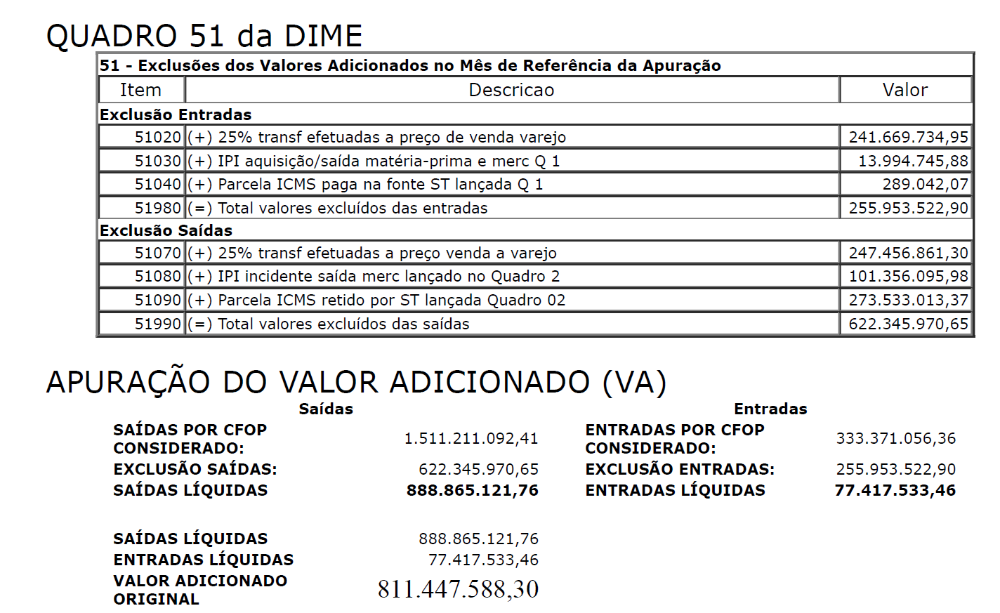 QUADRO 51 da DIME
51 - Exclusões dos Valores Adicionados no Mês de Referência da Apuração
Item Descricao Valor
Exclusão Entradas
51020 (+) 25% transf efetuadas a preço de venda varejo 241.669.734,95
51030 (+) IPI aquisição/saída matéria-prima e merc Q 1 13.994.745,88
51040 (+) Parcela ICMS paga na fonte ST lançada Q 1 289.042,07
51980 (=) Total valores excluídos das entradas 255.953.522,90
Exclusão Saídas
51070 (+) 25% transf efetuadas a preço venda a varejo 247.456.861,30
51080 (+) IPI incidente saída merc lançado no Quadro 2 101.356.095,98
51090 (+) Parcela ICMS retido por ST lançada Quadro 02 273.533.013,37
51990 (=) Total valores excluídos das saídas 622.345.970,65
APURAÇÃO DO VALOR ADICIONADO (VA)
Saídas Entradas
SAÍDAS POR CFOP ENTRADAS POR CFOP
CONSIDERADO: 1.511.211.092,41 CONSIDERADO: 333.371.056,36
EXCLUSÃO SAÍDAS: 622.345.970,65 EXCLUSÃO ENTRADAS: 255.953.522,90
SAÍDAS LÍQUIDAS 888.865.121,76 ENTRADAS LÍQUIDAS 77.417.533,46
SAÍDAS LÍQUIDAS 888.865.121,76
ENTRADAS LÍQUIDAS 77.417.533,46
VALOR ADICIONADO
ORIGINAL 811.447.588,30